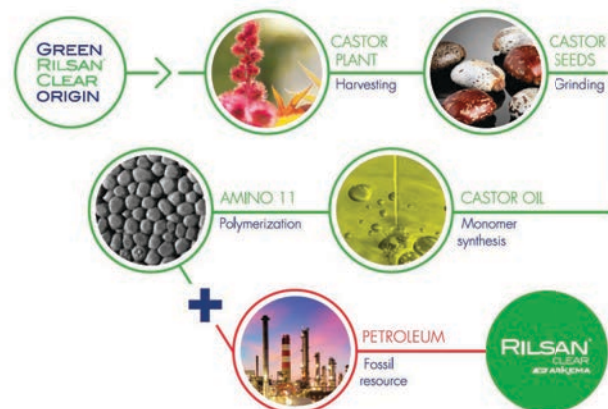 GREEN
RILSAN®
CLEAR
ORIGIN
CASTOR
PLANT
Harvesting
CASTOR
SEEDS
Grinding
AMINO 11
Polymerization
CASTOR OIL
Monomer
synthesis
PETROLEUM
Fossil
resource
RILSAN®
CLEAR
ARKEMA